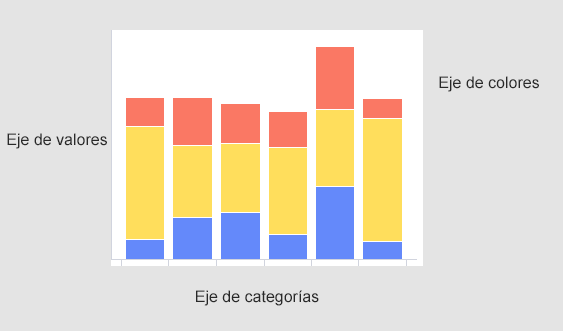 Eje de colores
Eje de valores
Eje de categorías